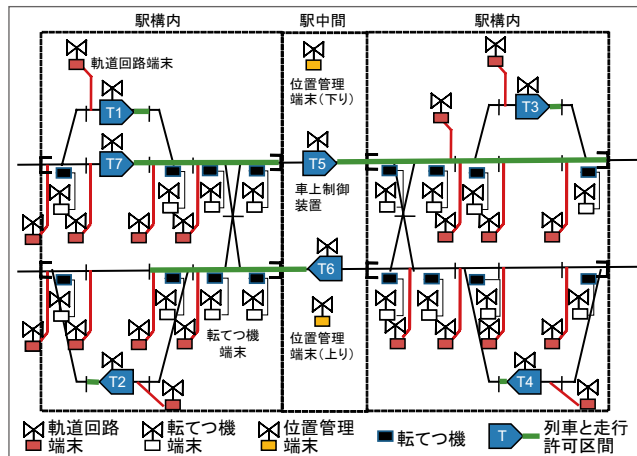 駅構内
駅中間
駅構内
軌道回路端末
位置管理
端末(下り)
T1
T3
T7
T5
車上制御
装置
T6
転てつ機
端末
位置管理
端末(上り)
T2
T4
軌道回路
端末
転てつ機
端末
位置管理
端末
転てつ機
T
列車と走行
許可区間